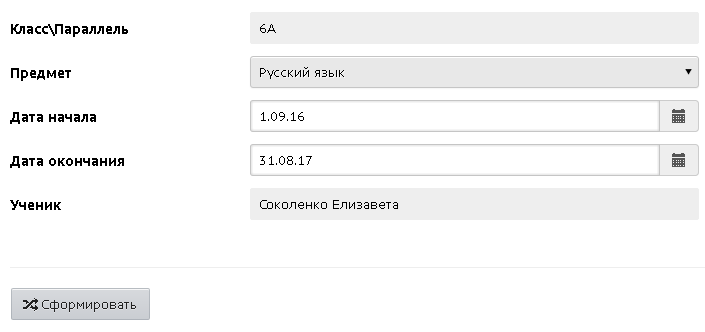 Класс\Параллель 6А
Предмет Русский язык
Дата начала 1.09.16
Дата окончания 31.08.17
Ученик Соколенко Елизавета
Сформировать